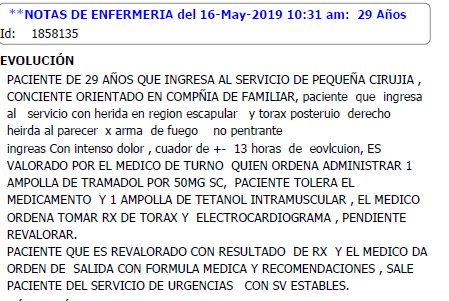 **NOTAS DE ENFERMERIA del 16-May-2019 10:31 am: 29 Años
Id: 1858135
EVOLUCIÓN
PACIENTE DE 29 AÑOS QUE INGRESA AL SERVICIO DE PEQUEÑA CIRUJIA ,
CONCIENTE ORIENTADO EN COMPÑIA DE FAMILIAR, paciente que ingresa
al servicio con herida en region escapular y torax posteruio derecho
heirda al parecer x arma de fuego no pentrante
ingreas Con intenso dolor , cuador de +- 13 horas de eovlcuion, ES
VALORADO POR EL MEDICO DE TURNO QUIEN ORDENA ADMINISTRAR 1
AMPOLLA DE TRAMADOL POR 50MG SC, PACIENTE TOLERA EL
MEDICAMENTO Y 1 AMPOLLA DE TETANOL INTRAMUSCULAR , EL MEDICO
ORDENA TOMAR RX DE TORAX Y ELECTROCARDIOGRAMA , PENDIENTE
REVALORAR.
PACIENTE QUE ES REVALORADO CON RESULTADO DE RX Y EL MEDICO DA
ORDEN DE SALIDA CON FORMULA MEDICA Y RECOMENDACIONES , SALE
PACIENTE DEL SERVICIO DE URGENCIAS CON SV ESTABLES.